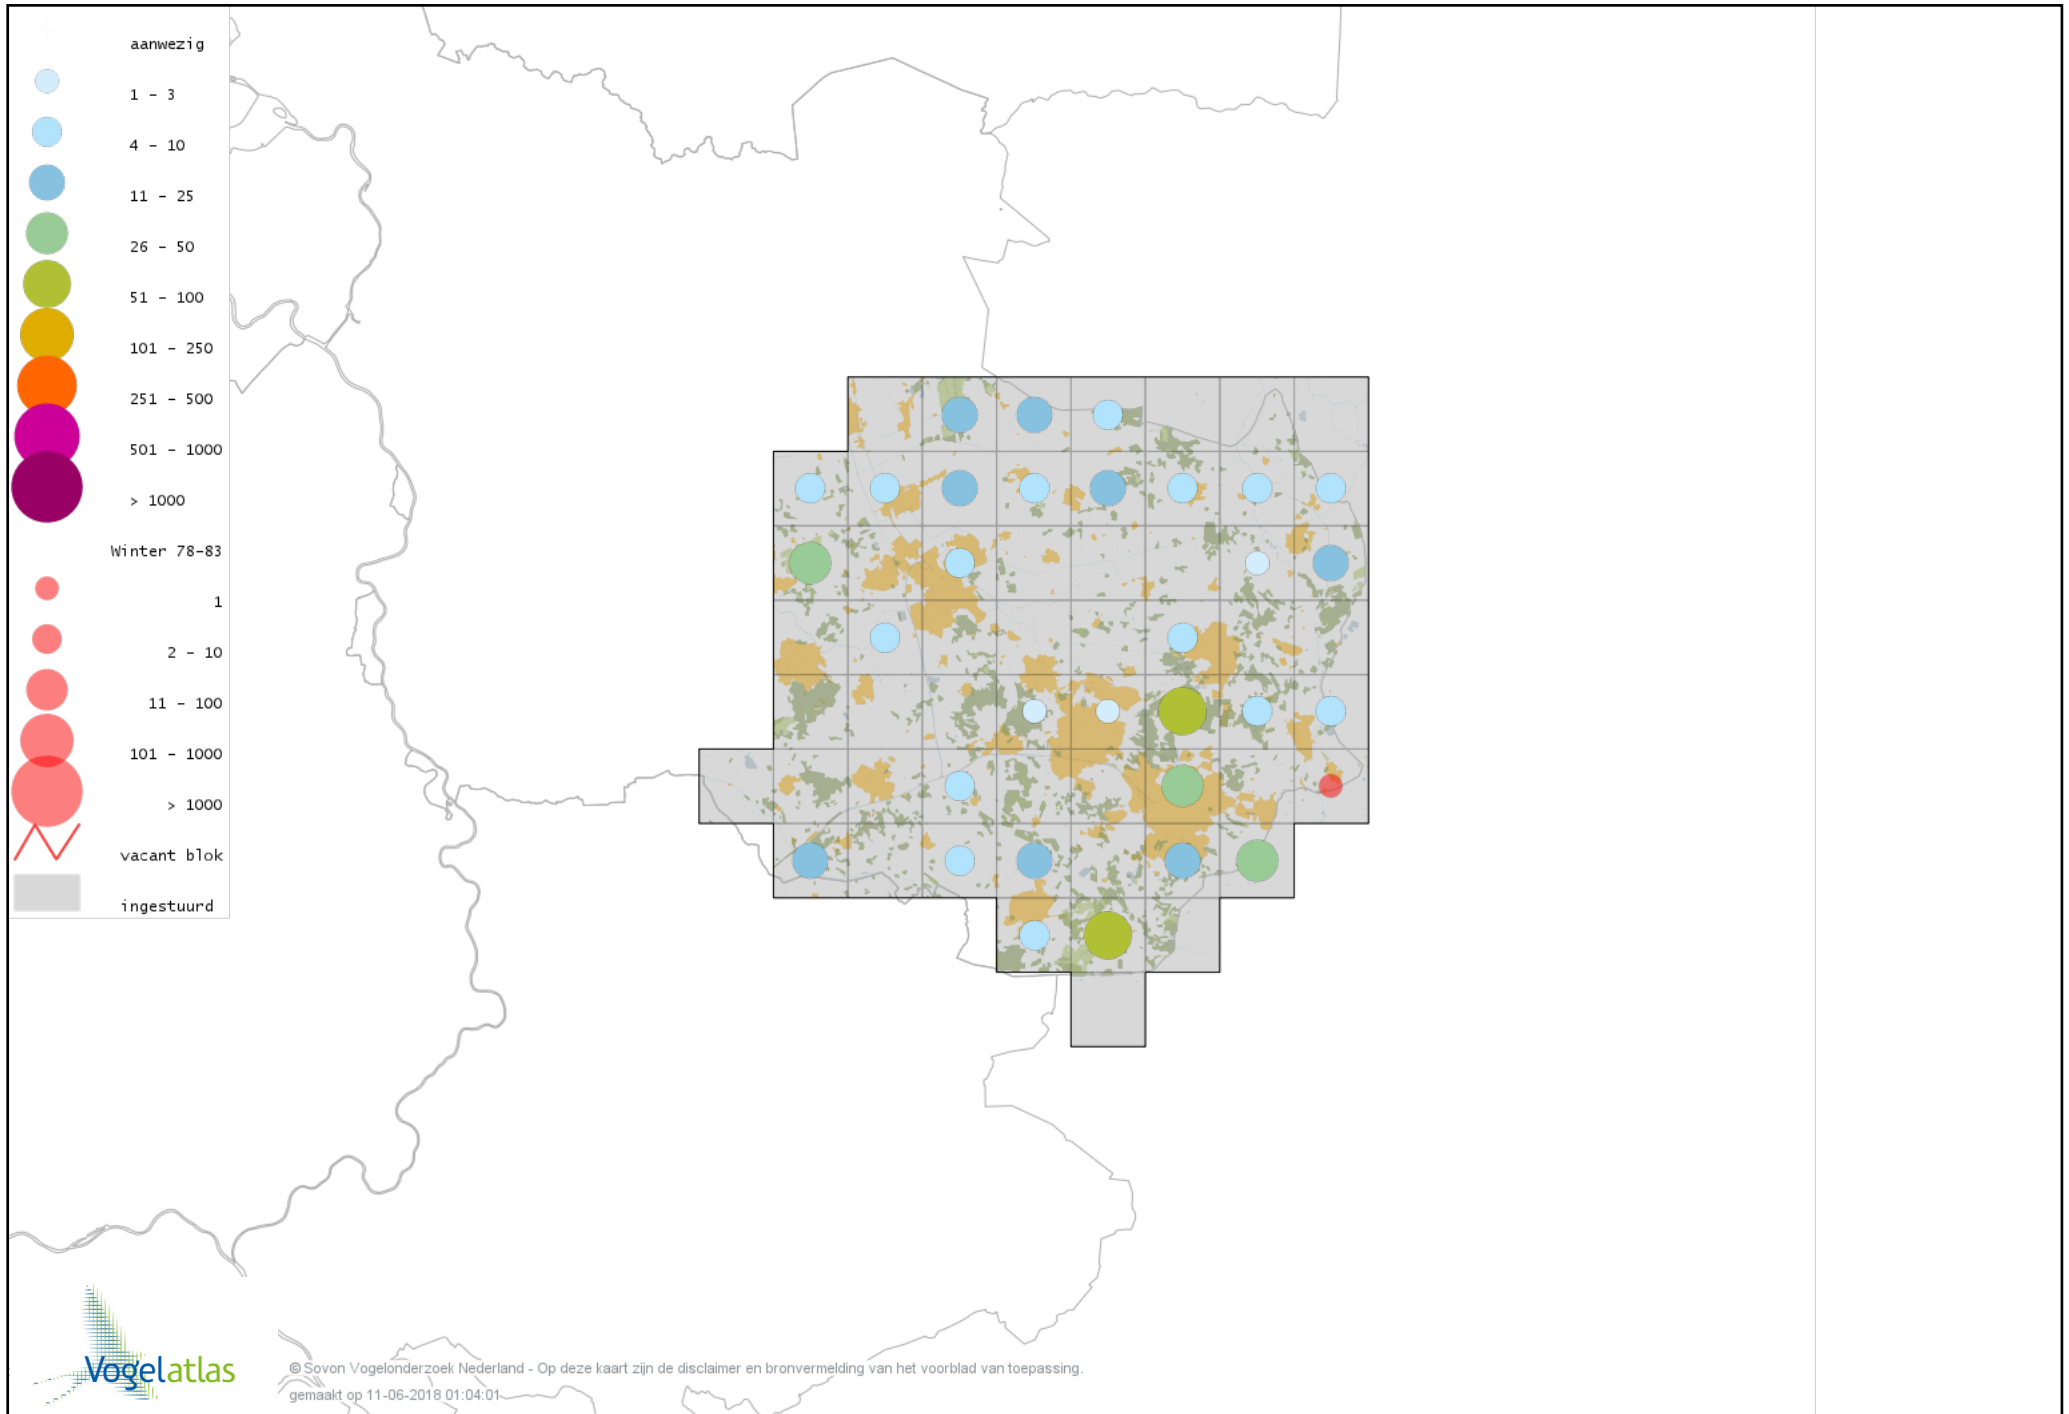 aanwezig
1 - 3
4 - 10
11 - 25
26 - 50
51 - 100
101 - 250
251 - 500
501 - 1000
> 1000
Winter 78-83
1
2 - 10
11 - 100
101 - 1000
> 1000
vacant blok
ingestuurd
Vogelatlas
© Sovon Vogelonderzoek Nederland - Op deze kaart zijn de disclaimer en bronvermelding van het voorblad van toepassing.
gemaakt op 11-06-2018 01:04:01